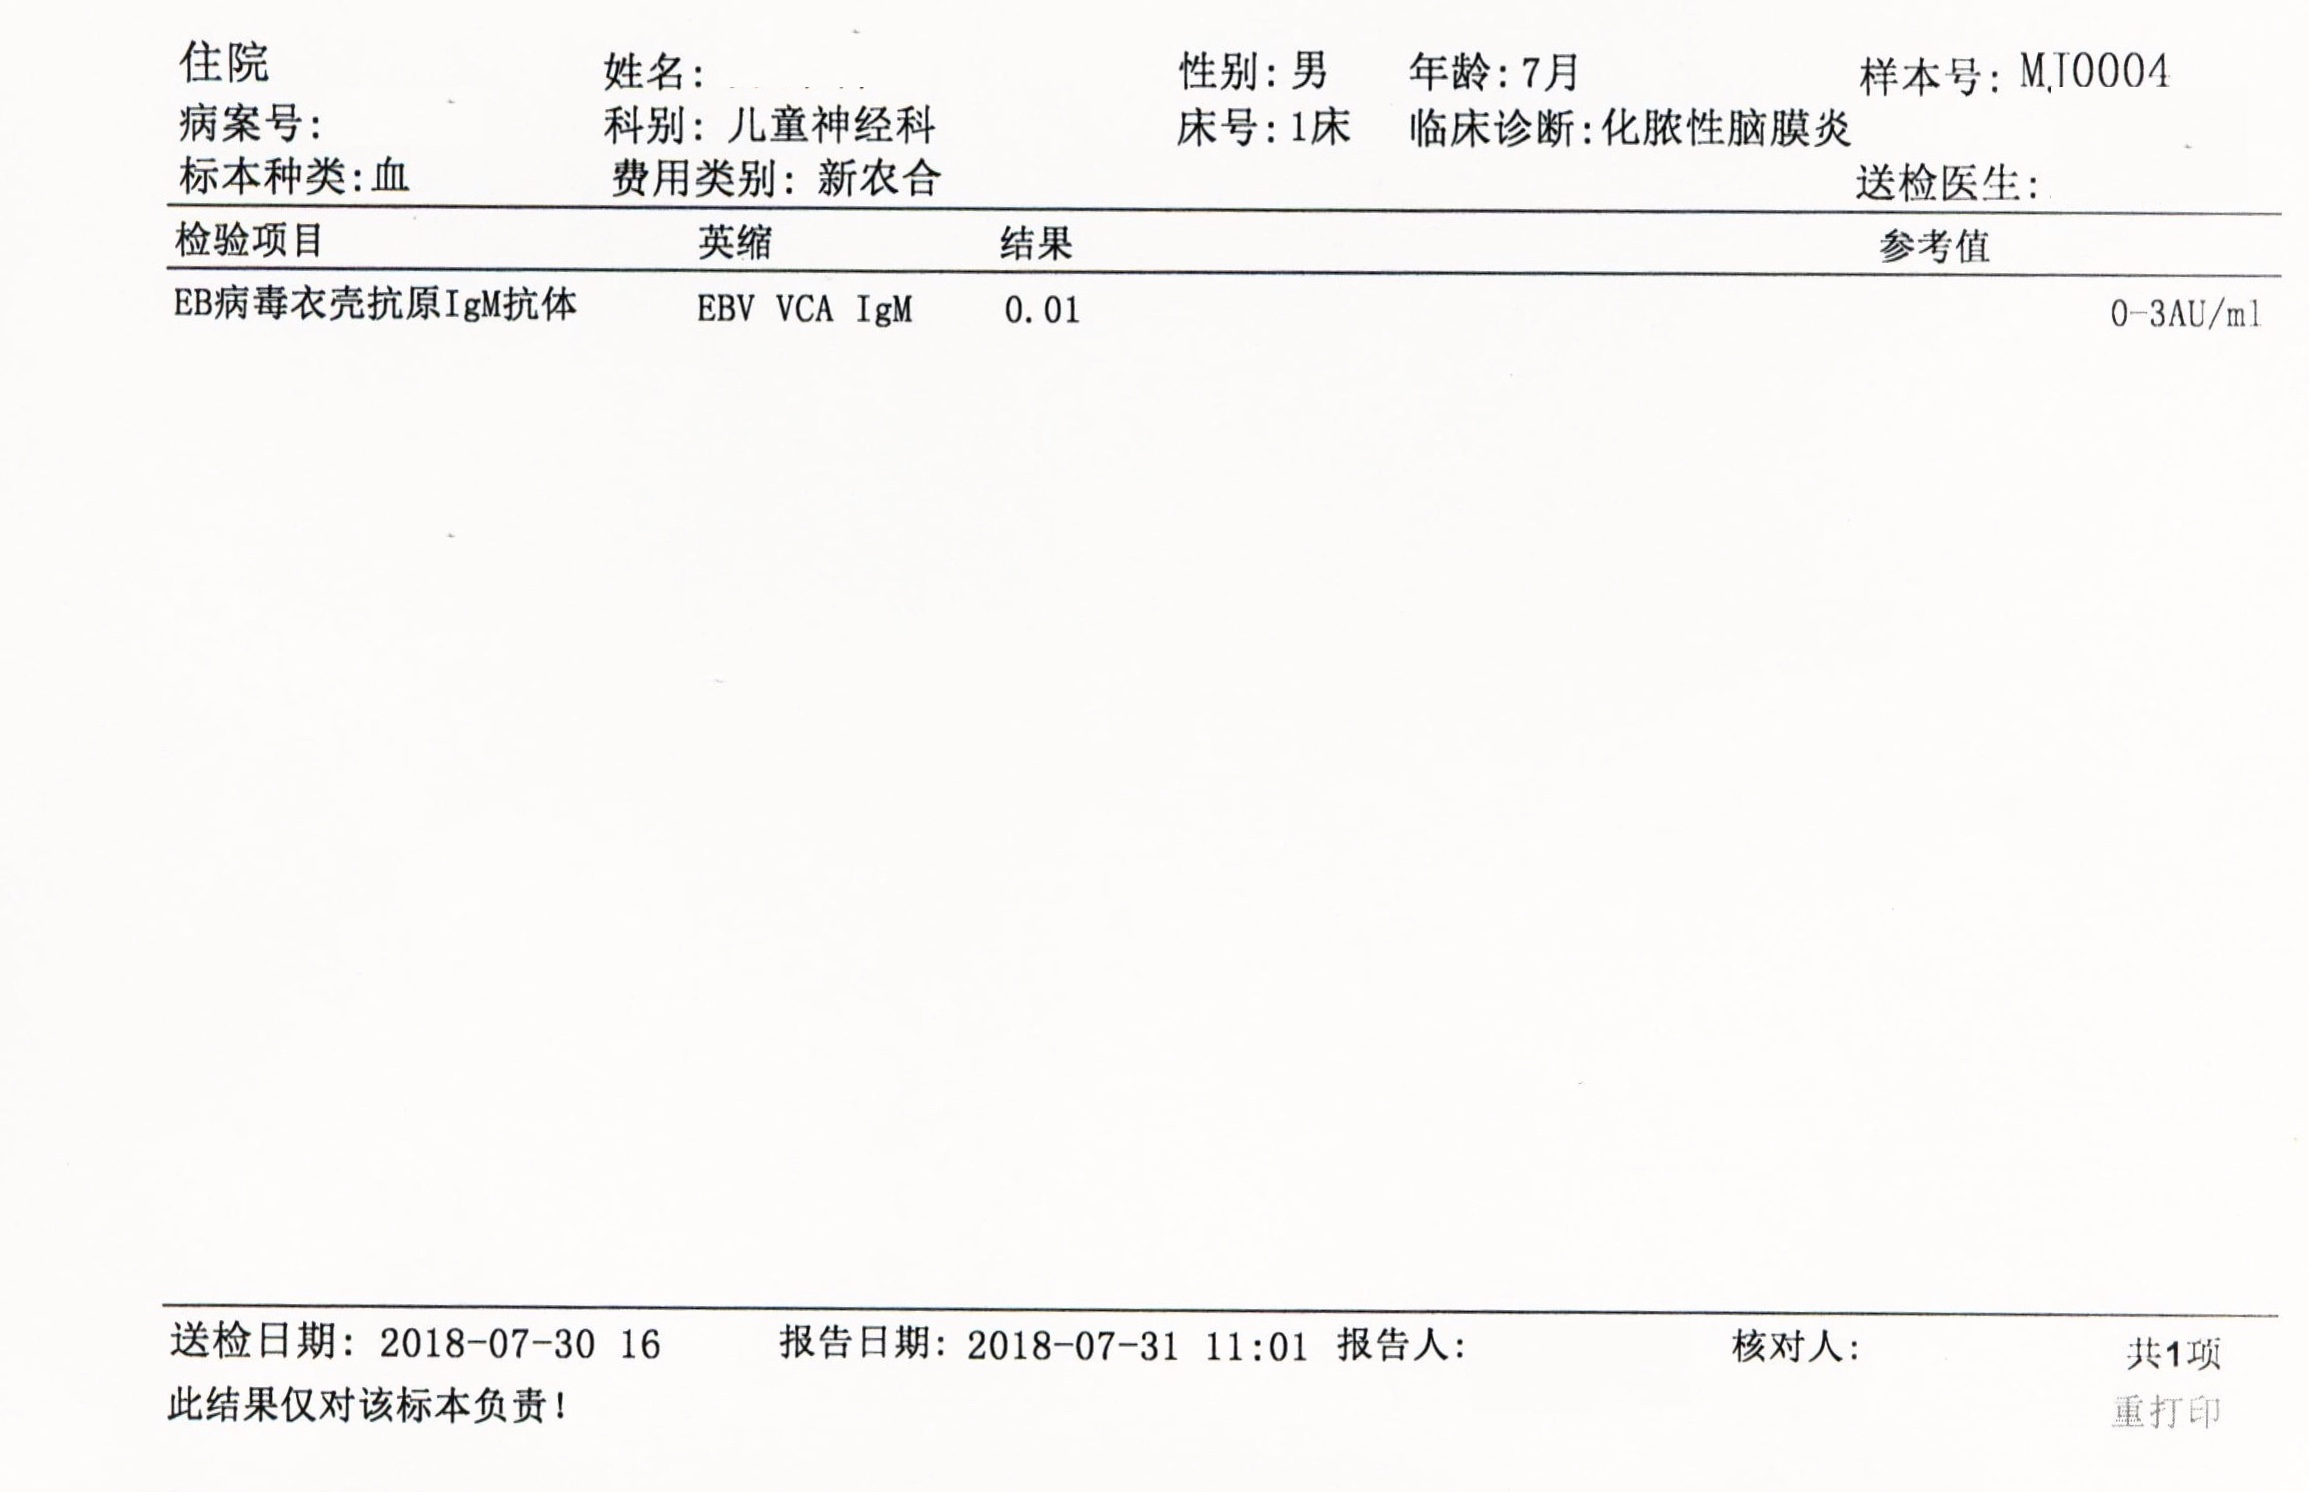 住院 姓名: 性别: 男 年龄: 7月 样本号: MJ0004
病案号: 科别: 儿童神经科 床号: 1床 临床诊断: 化脓性脑膜炎
标本种类: 血 费用类别: 新农合 送检医生:
检验项目 英缩 结果 参考值
EB病毒衣壳抗原IgM抗体 EBV VCA IgM 0.01 0-3AU/ml
送检日期: 2018-07-30 16 报告日期: 2018-07-31 11:01 报告人: 核对人: 共1项
此结果仅对该标本负责! 重打印